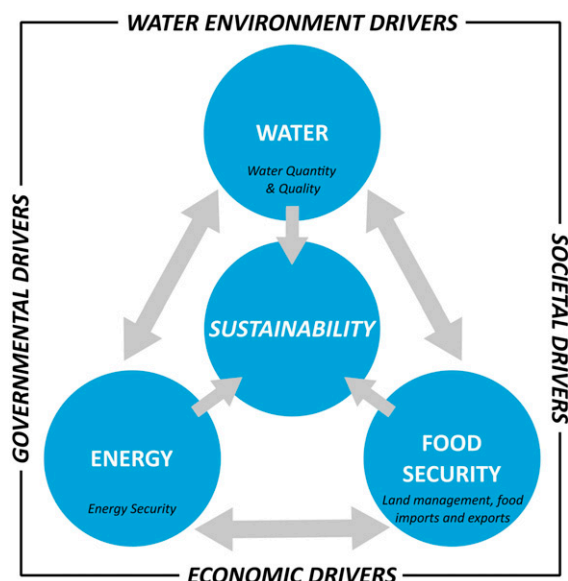 WATER ENVIRONMENT DRIVERS
WATER
Water Quantity
& Quality
GOVERNMENTAL DRIVERS
SOCIETAL DRIVERS
SUSTAINABILITY
ENERGY
Energy Security
FOOD
SECURITY
Land management, food
imports and exports
ECONOMIC DRIVERS